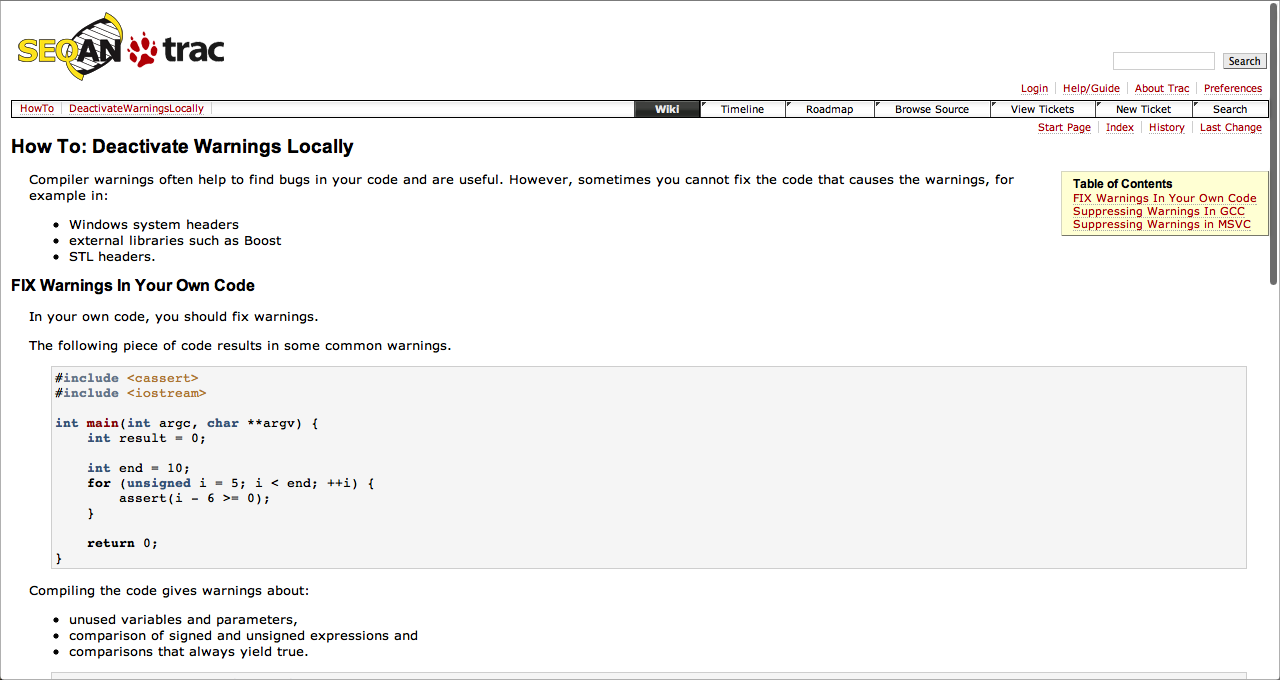 SEQAN trac
Search
Login Help/Guide About Trac Preferences
HowTo DeactivateWarningsLocally Wiki Timeline Roadmap Browse Source View Tickets New Ticket Search
Start Page Index History Last Change
How To: Deactivate Warnings Locally
Compiler warnings often help to find bugs in your code and are useful. However, sometimes you cannot fix the code that causes the warnings, for
example in:
• Windows system headers
• external libraries such as Boost
• STL headers.
Table of Contents
FIX Warnings In Your Own Code
Suppressing Warnings In GCC
Suppressing Warnings in MSVC
FIX Warnings In Your Own Code
In your own code, you should fix warnings.
The following piece of code results in some common warnings.
#include <cassert>
#include <iostream>
int main(int argc, char **argv) {
    int result = 0;
    int end = 10;
    for (unsigned i = 5; i < end; ++i) {
        assert(i - 6 >= 0);
    }
    return 0;
}
Compiling the code gives warnings about:
• unused variables and parameters,
• comparison of signed and unsigned expressions and
• comparisons that always yield true.